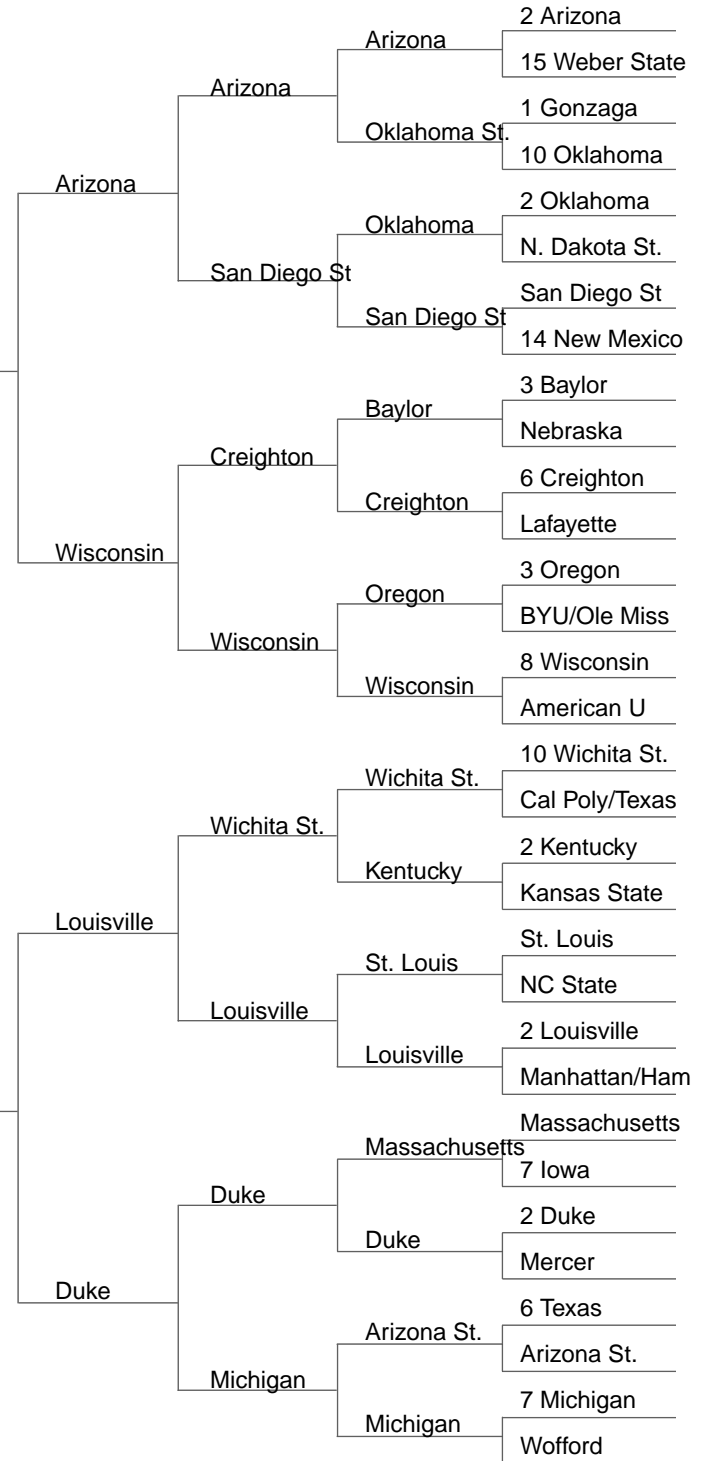 2 Arizona
Arizona
15 Weber State
Arizona
1 Gonzaga
Oklahoma St.
10 Oklahoma
Arizona
2 Oklahoma
Oklahoma
N. Dakota St.
San Diego St
San Diego St
San Diego St
14 New Mexico
3 Baylor
Baylor
Nebraska
Creighton
6 Creighton
Creighton
Lafayette
Wisconsin
3 Oregon
Oregon
BYU/Ole Miss
Wisconsin
8 Wisconsin
Wisconsin
American U
10 Wichita St.
Wichita St.
Cal Poly/Texas
Wichita St.
2 Kentucky
Kentucky
Kansas State
Louisville
St. Louis
St. Louis
NC State
Louisville
2 Louisville
Louisville
Manhattan/Ham
Massachusetts
Massachusetts
7 Iowa
Duke
2 Duke
Duke
Mercer
Duke
6 Texas
Arizona St.
Arizona St.
Michigan
7 Michigan
Michigan
Wofford